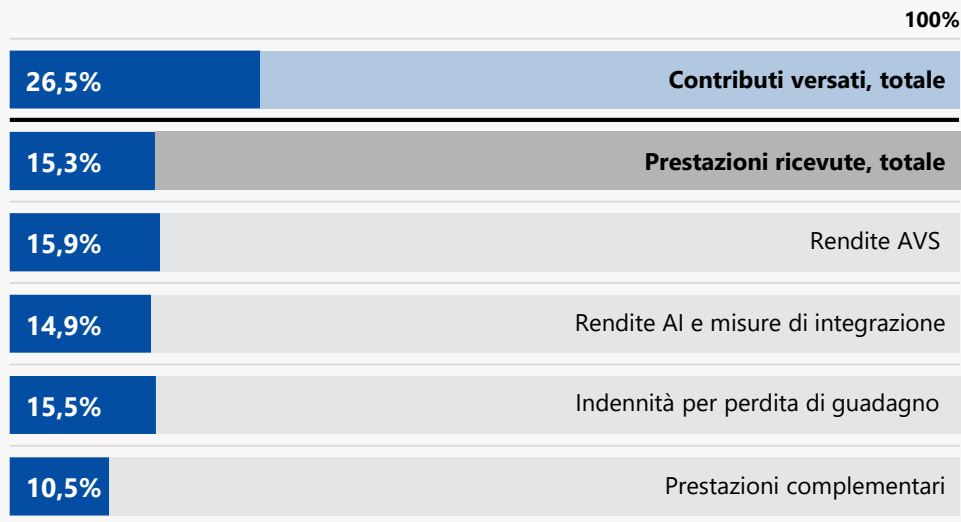 100%
26,5% Contributi versati, totale
15,3% Prestazioni ricevute, totale
15,9% Rendite AVS
14,9% Rendite AI e misure di integrazione
15,5% Indennità per perdita di guadagno
10,5% Prestazioni complementari